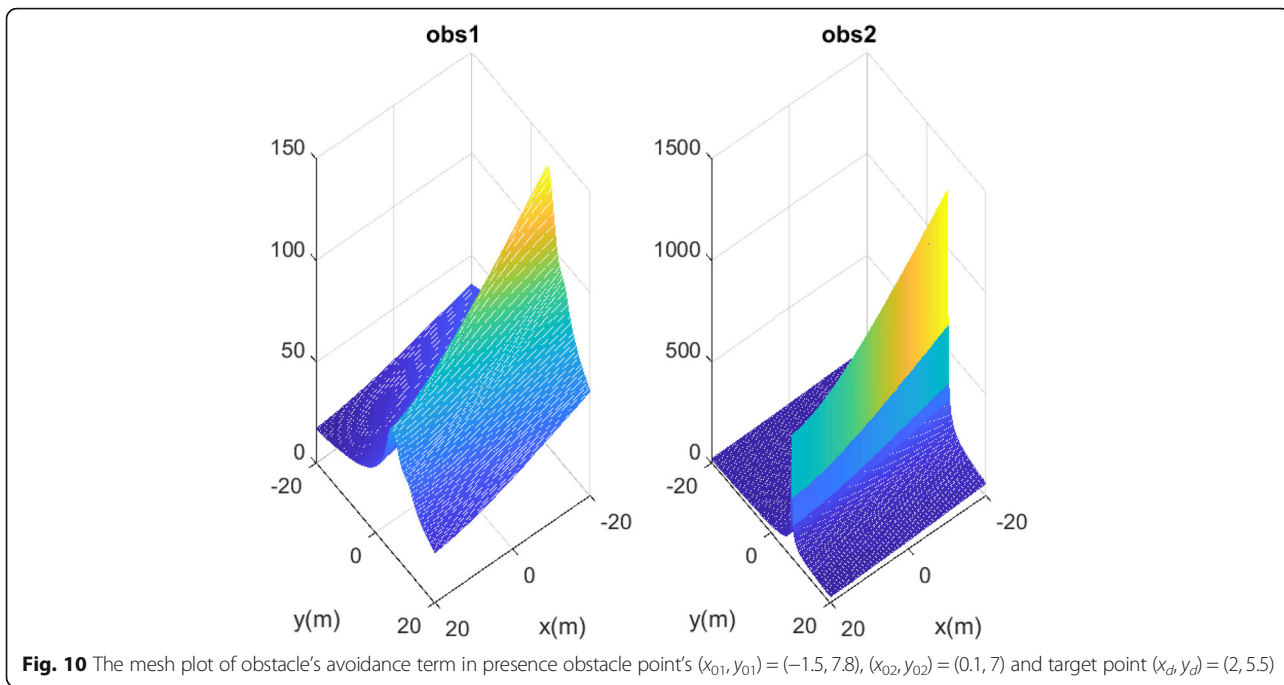 obs1
150
100
50
0
-20
0
20
y(m)
20
0
-20
x(m)
obs2
1500
1000
500
0
-20
0
20
y(m)
20
0
-20
x(m)
Fig. 10 The mesh plot of obstacle's avoidance term in presence obstacle point's (x₀₁, y₀₁) = (−1.5, 7.8), (x₀₂, y₀₂) = (0.1, 7) and target point (x_d, y_d) = (2, 5.5)